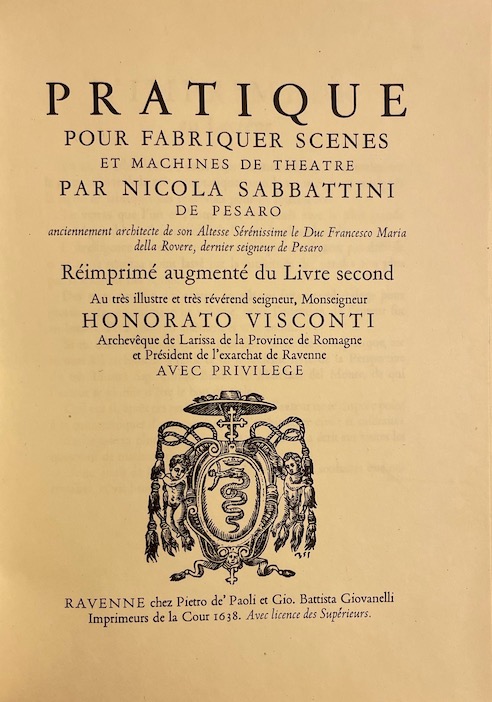 PRATIQUE
POUR FABRIQUER SCENES
ET MACHINES DE THEATRE
PAR NICOLA SABBATTINI
DE PESARO
anciennement architecte de son Altesse Sérénissime le Duc Francesco Maria
della Rovere, dernier seigneur de Pesaro
Réimprimé augmenté du Livre second
Au très illustre et très révérend seigneur, Monseigneur
HONORATO VISCONTI
Archevêque de Larissa de la Province de Romagne
et Président de l'exarchat de Ravenne
AVEC PRIVILEGE
RAVENNE chez Pietro de' Paoli et Gio. Battista Giovanelli
Imprimeurs de la Cour 1638. Avec licence des Supérieurs.